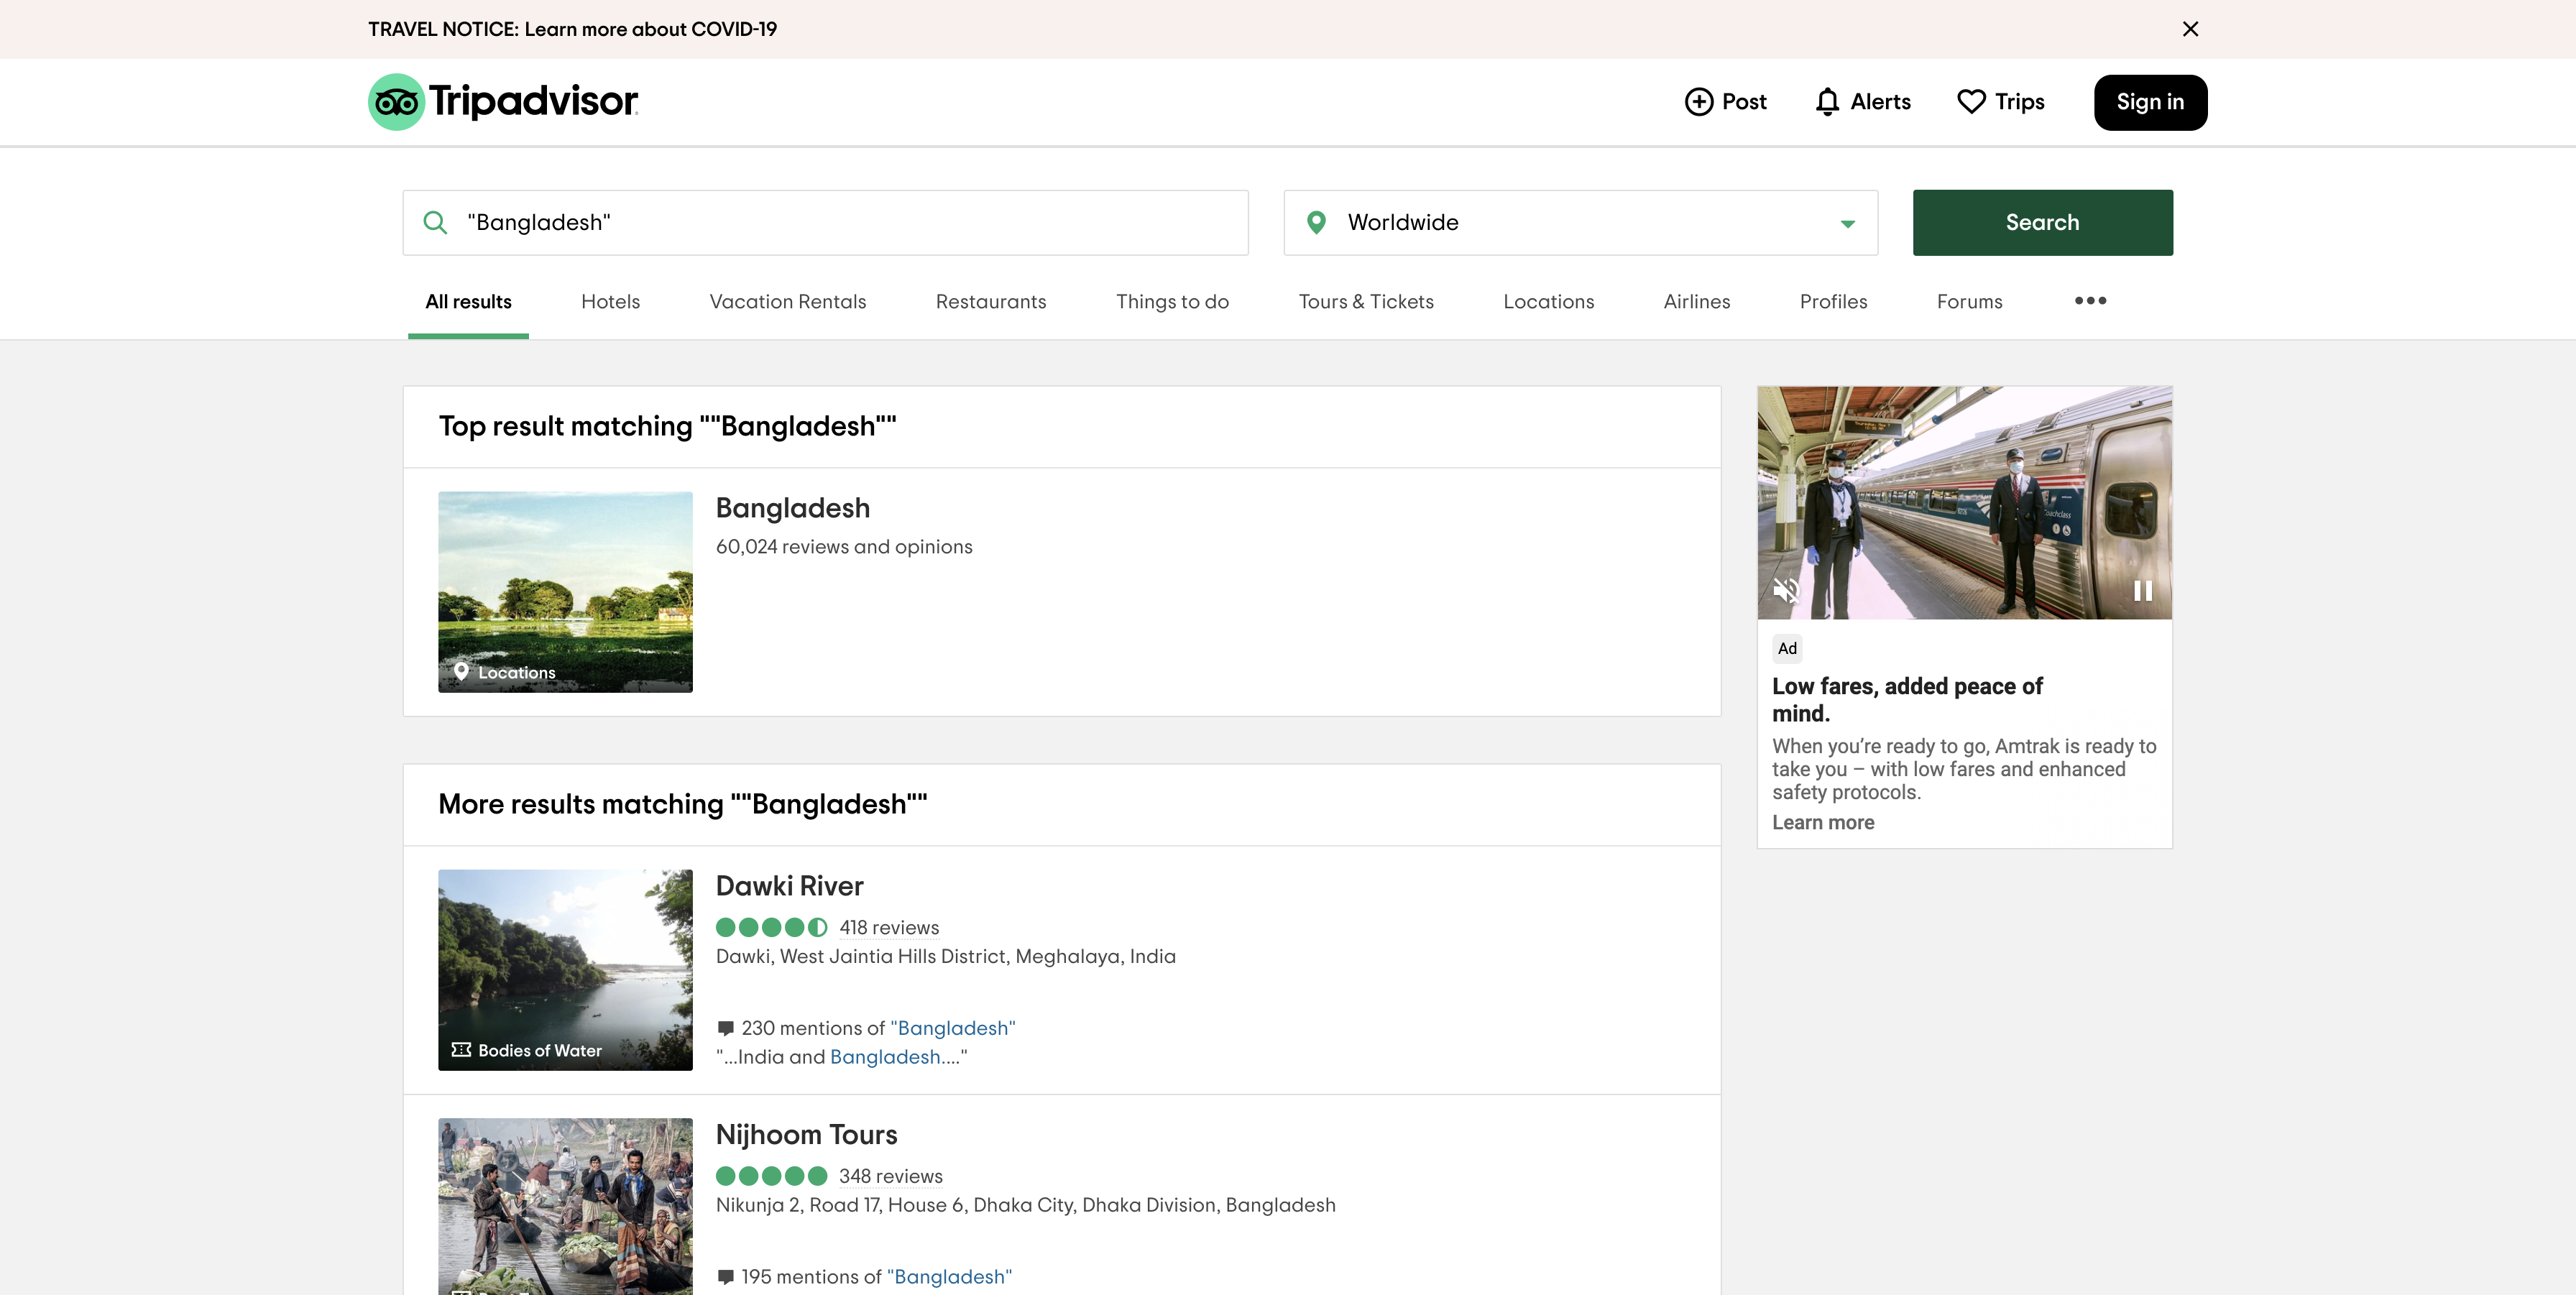 TRAVEL NOTICE: Learn more about COVID-19
Tripadvisor
Post
Alerts
Trips
Sign in
"Bangladesh"
Worldwide
Search
All results
Hotels
Vacation Rentals
Restaurants
Things to do
Tours & Tickets
Locations
Airlines
Profiles
Forums
Top result matching ""Bangladesh""
Bangladesh
60,024 reviews and opinions
Locations
Ad
Low fares, added peace of
mind.
When you’re ready to go, Amtrak is ready to
take you – with low fares and enhanced
safety protocols.
Learn more
More results matching ""Bangladesh""
Dawki River
418 reviews
Dawki, West Jaintia Hills District, Meghalaya, India
Bodies of Water
230 mentions of "Bangladesh"
"...India and Bangladesh...."
Nijhoom Tours
348 reviews
Nikunja 2, Road 17, House 6, Dhaka City, Dhaka Division, Bangladesh
195 mentions of "Bangladesh"